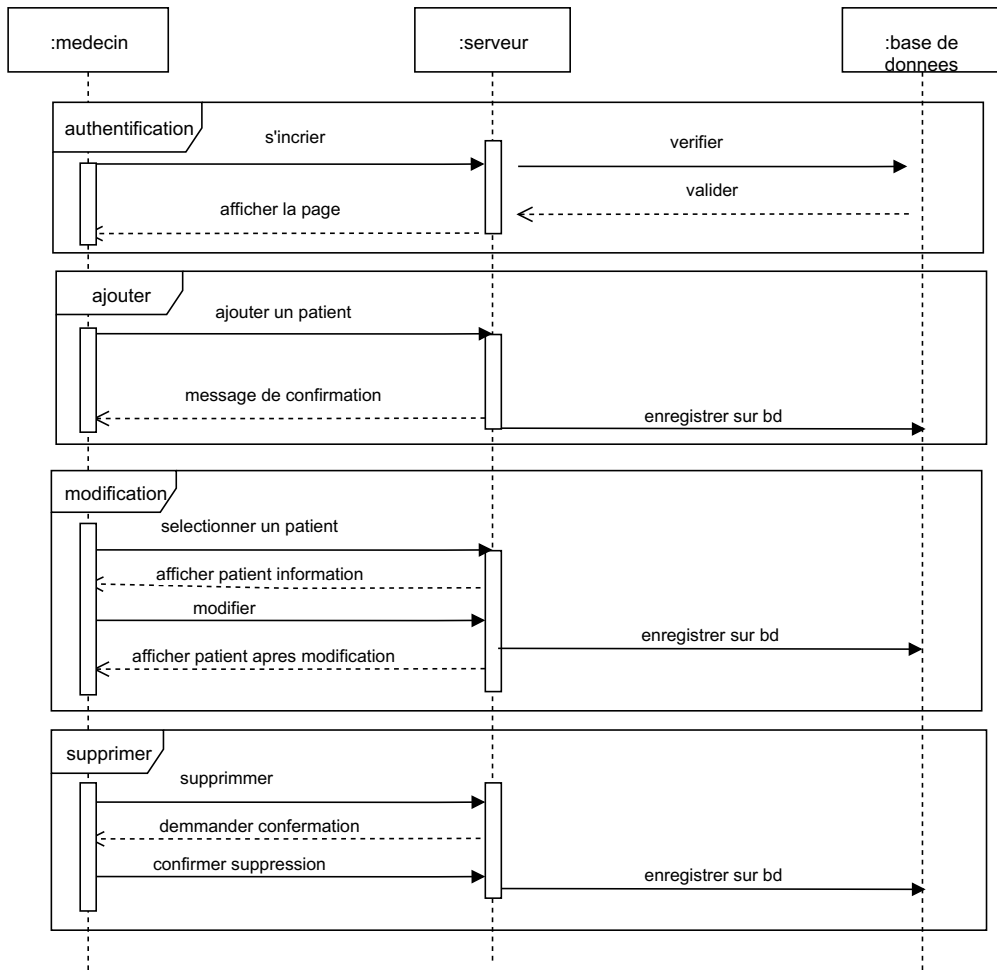 :medecin
:serveur
:base de
donnees
authentification
s'incrier
verifier
valider
afficher la page
ajouter
ajouter un patient
message de confirmation
enregistrer sur bd
modification
selectionner un patient
afficher patient information
modifier
enregistrer sur bd
afficher patient apres modification
supprimer
supprimmer
demmander confermation
confirmer suppression
enregistrer sur bd